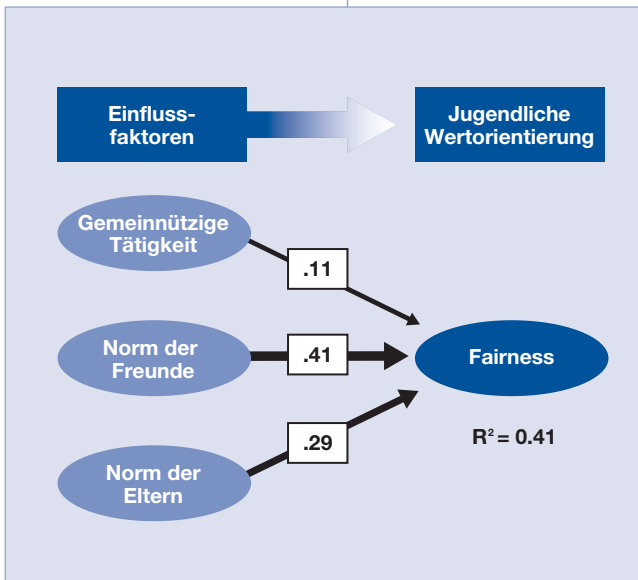 Einfluss-
faktoren
Jugendliche
Wertorientierung
Gemeinnützige
Tätigkeit
.11
Norm der
Freunde
.41
Fairness
.29
R² = 0.41
Norm der
Eltern